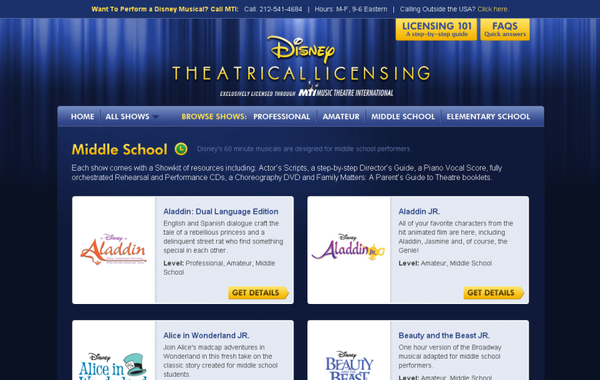 Want To Perform a Disney Musical? Call MTI: Call: 212-541-4684 | Hours: M-F, 9-6 Eastern | Calling Outside the USA? Click here.
LICENSING 101
A step-by-step guide
FAQS
Quick answers
Disney
THEATRICAL LICENSING
EXCLUSIVELY LICENSED THROUGH MTI MUSIC THEATRE INTERNATIONAL
HOME ALL SHOWS BROWSE SHOWS: PROFESSIONAL AMATEUR MIDDLE SCHOOL ELEMENTARY SCHOOL
Middle School Disney's 60 minute musicals are designed for middle school performers.
Each show comes with a Showkit of resources including: Actor's Scripts, a step-by-step Director's Guide, a Piano Vocal Score, fully
orchestrated Rehearsal and Performance CDs, a Choreography DVD and Family Matters: A Parent's Guide to Theatre booklets.
Disney
Aladdin
Aladdin: Dual Language Edition
English and Spanish dialogue craft the
tale of a rebellious princess and a
delinquent street rat who find something
special in each other.
Level: Professional, Amateur, Middle
School
GET DETAILS
Disney
Aladdin JR.
Aladdin JR.
All of your favorite characters from the
hit animated film are here, including
Aladdin, Jasmine and, of course, the
Genie!
Level: Amateur, Middle School
GET DETAILS
Disney
Alice in
Wonderland
Alice in Wonderland JR.
Join Alice's madcap adventures in
Wonderland in this fresh take on the
classic story created for middle school
students.
Disney
BEAUTY
AND THE
BEAST JR.
Beauty and the Beast JR.
One hour version of the Broadway
musical adapted for middle school
performers.